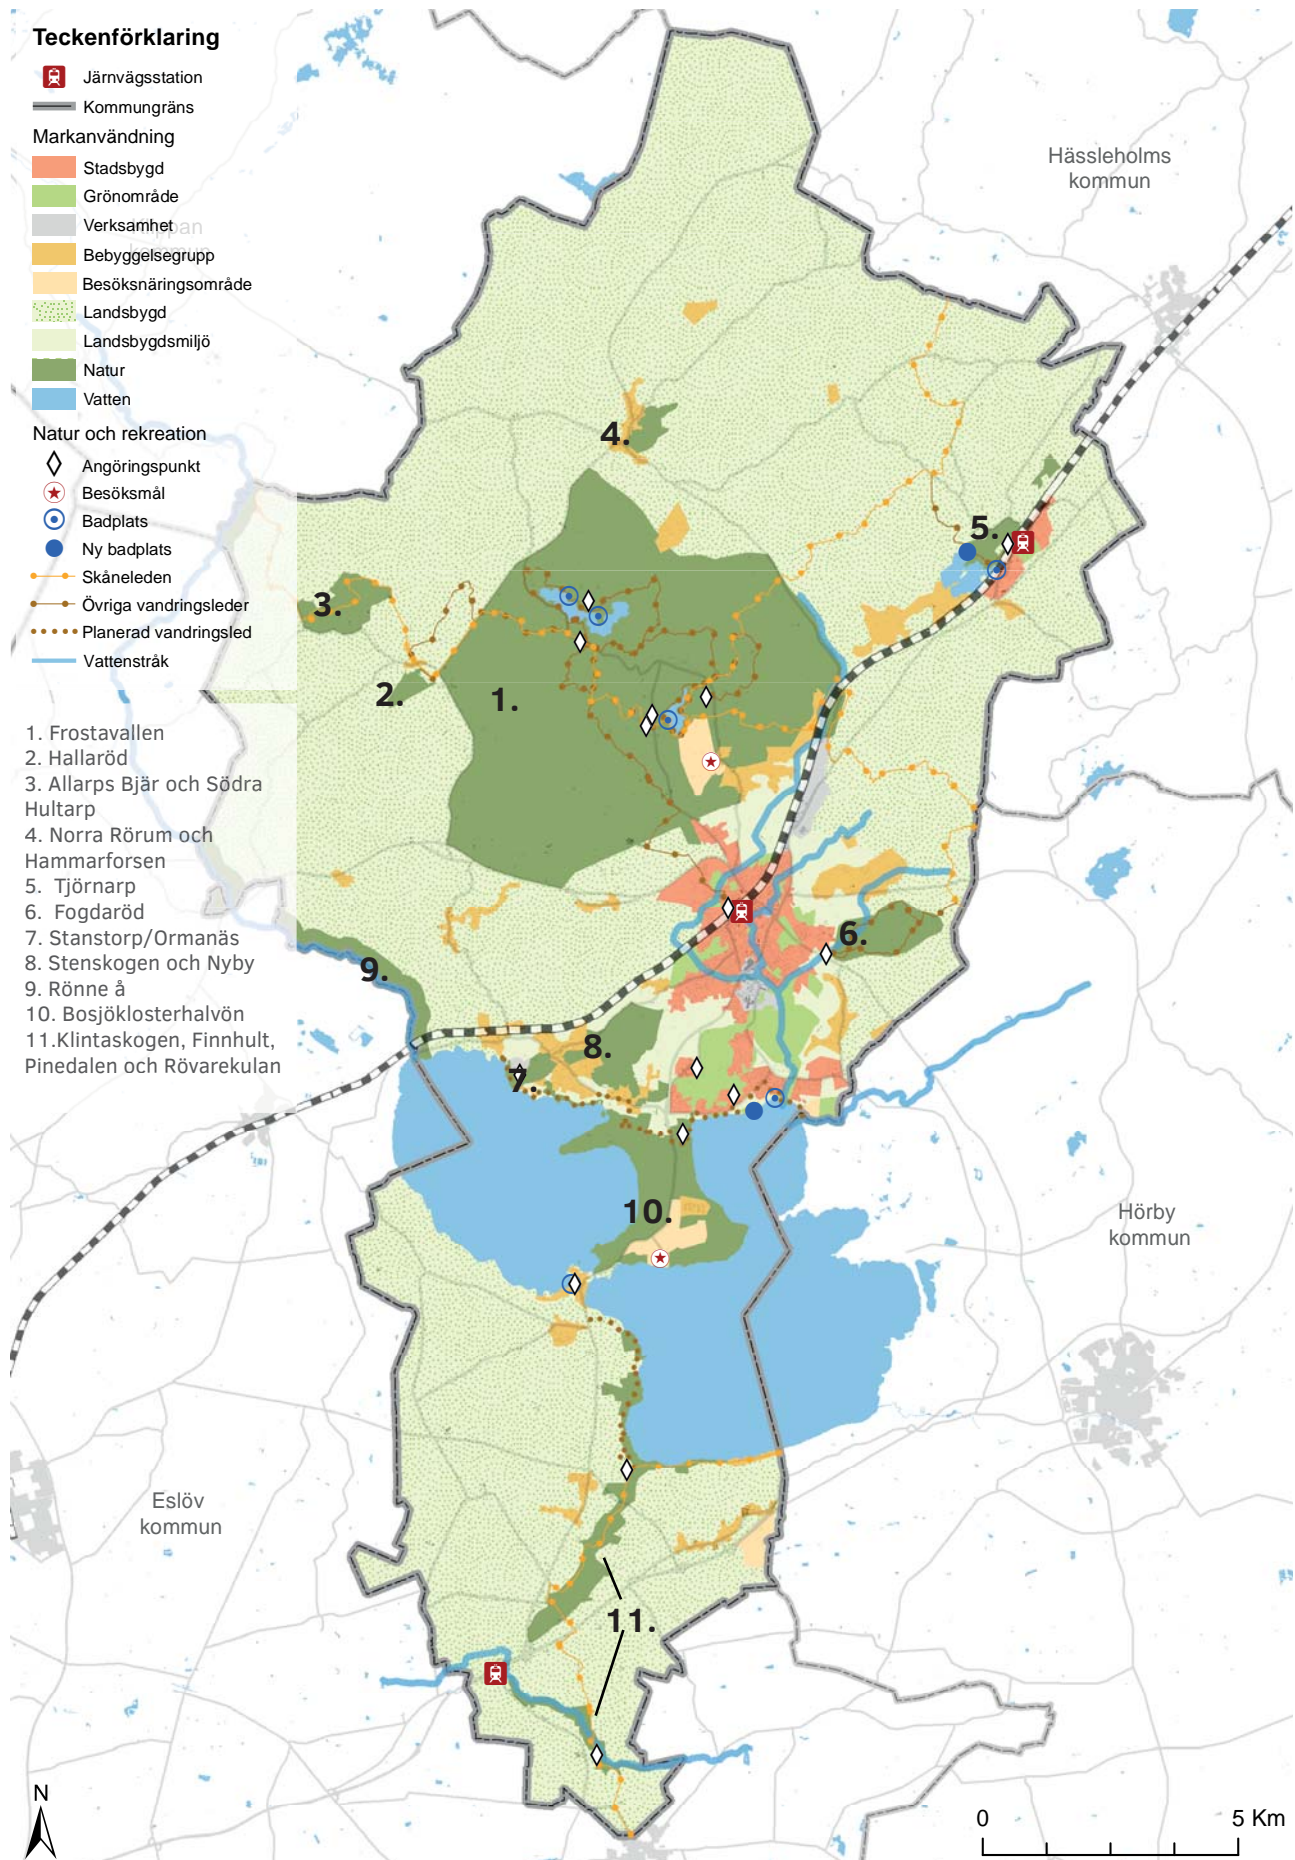 Teckenförklaring
Järnvägsstation
Kommungräns
Markanvändning
Stadsbygd
Grönområde
Verksamhet
Bebyggelsegrupp
Besöksnäringsområde
Landsbygd
Landsbygdsmiljö
Natur
Vatten
Natur och rekreation
Angöringspunkt
Besöksmål
Badplats
Ny badplats
Skåneleden
Övriga vandringsleder
Planerad vandringsled
Vattenstråk
1. Frostavallen
2. Hallaröd
3. Allarps Bjär och Södra
Hultarp
4. Norra Rörum och
Hammarforsen
5. Tjörnarp
6. Fogdaröd
7. Stanstorp/Ormanäs
8. Stenskogen och Nyby
9. Rönne å
10. Bosjöklosterhalvön
11.Klintaskogen, Finnhult,
Pinedalen och Rövarekulan
Hässleholms
kommun
kommun
4.
5.
3.
2.
1.
6.
9.
8.
7.
10.
Hörby
kommun
Eslöv
kommun
11.
N
0
5 Km